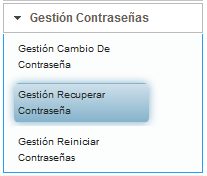 Gestión Contraseñas
Gestión Cambio De
Contraseña
Gestión Recuperar
Contraseña
Gestión Reiniciar
Contraseñas